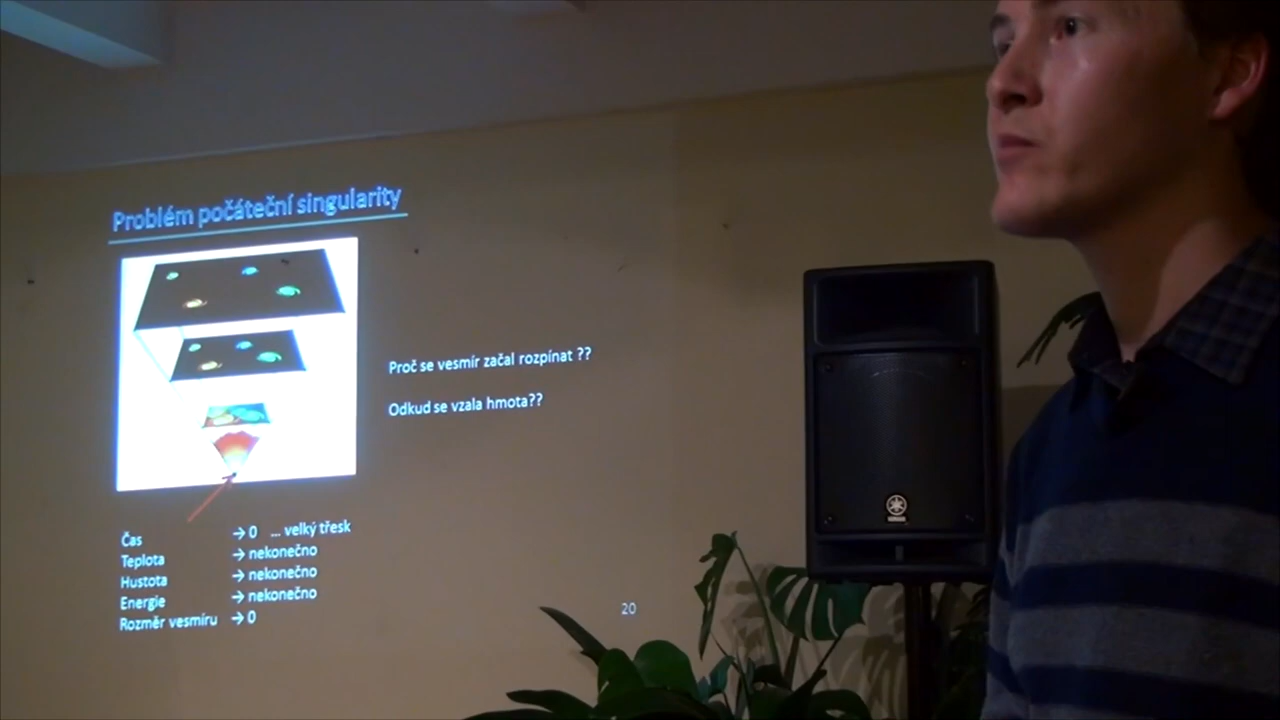 Problém počáteční singularity
Proč se vesmír začal rozpínat ??
Odkud se vzala hmota??
Čas → 0 ... velký třesk
Teplota → nekonečno
Hustota → nekonečno
Energie → nekonečno
Rozměr vesmíru → 0
20
YAMAHA